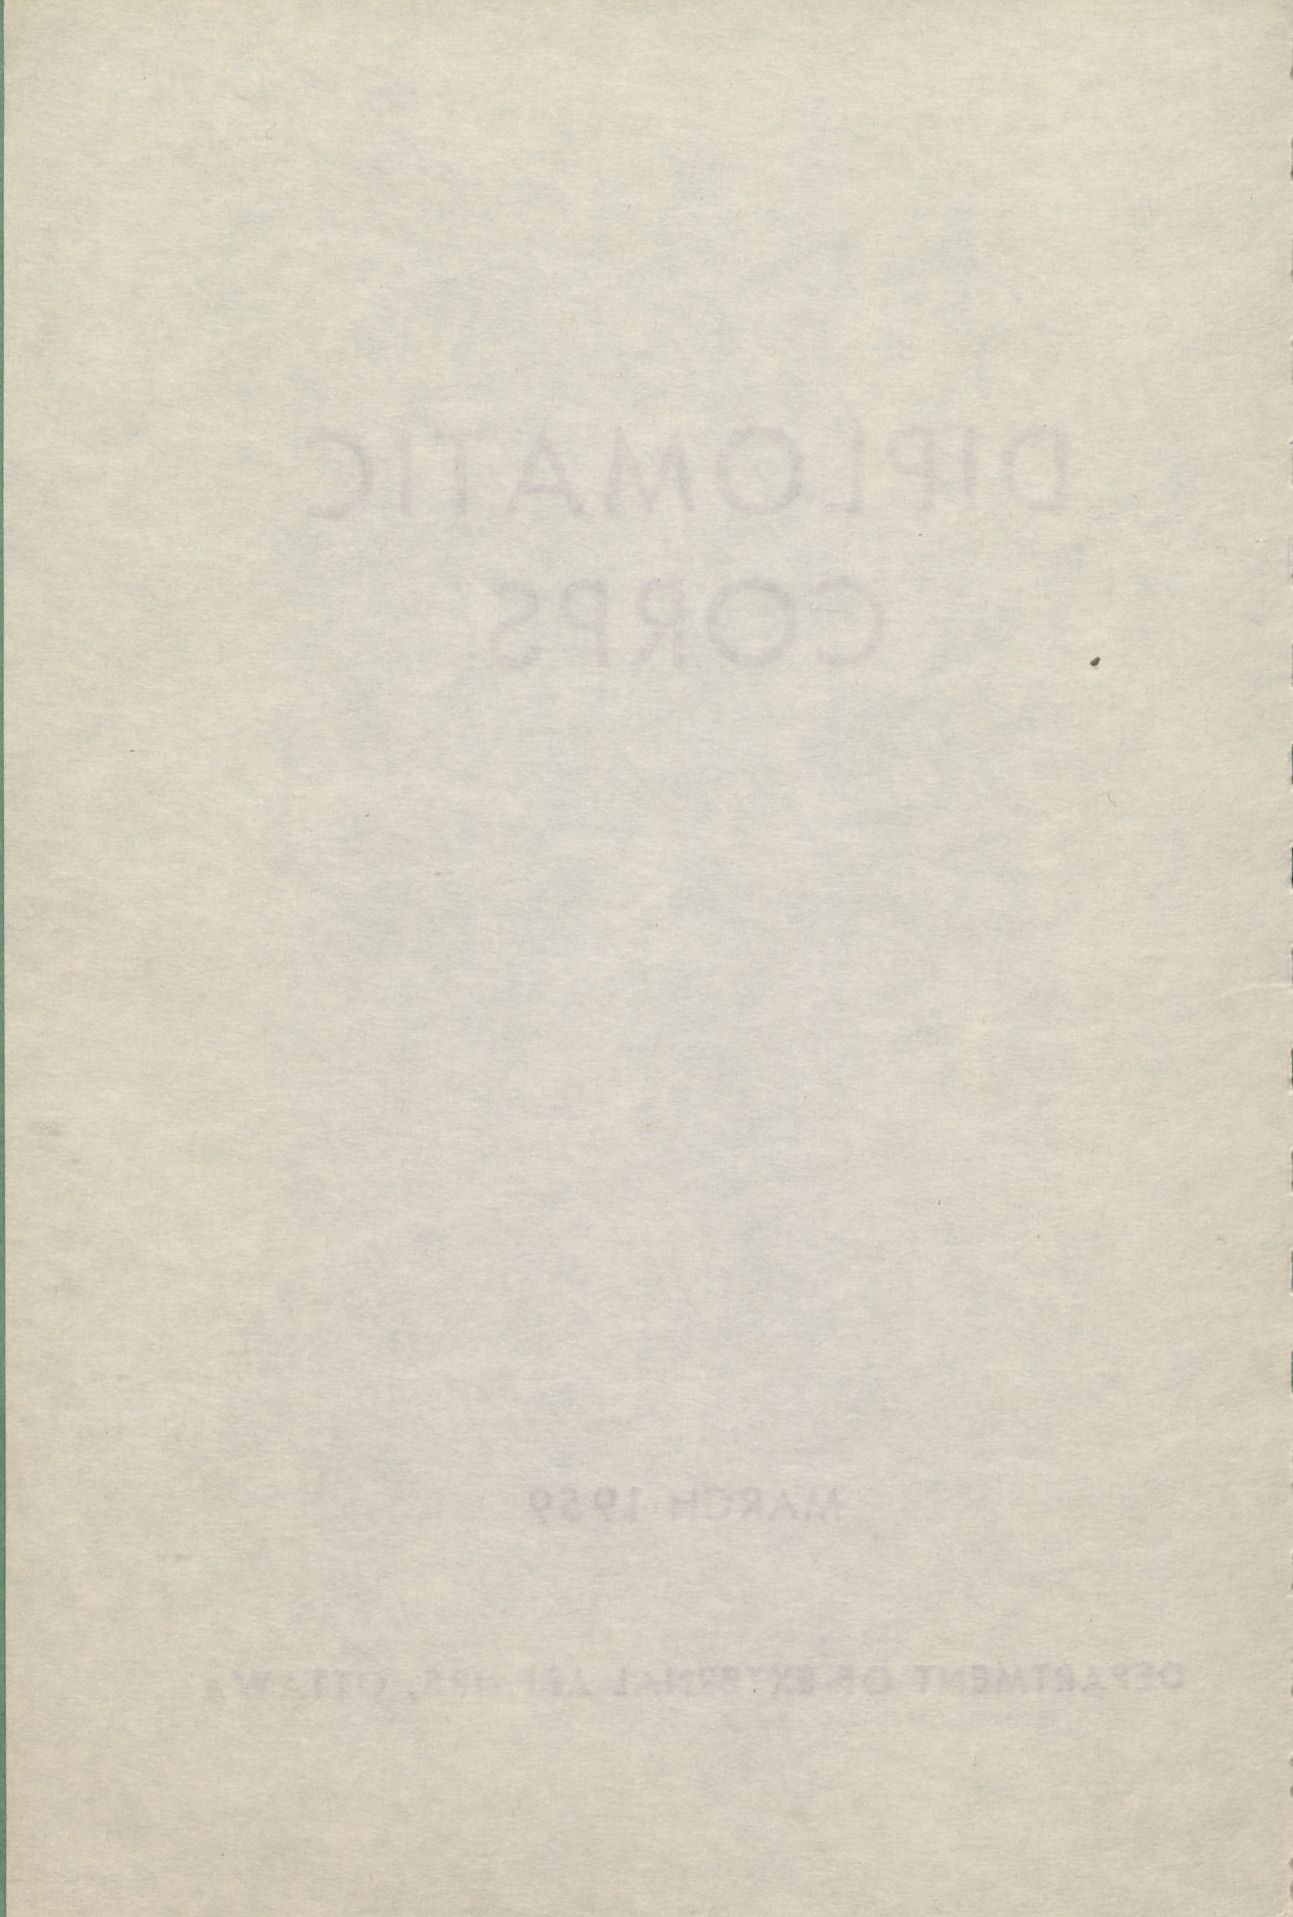 DIPLOMATIC
CORPS
MARCH 1959
DEPARTMENT OF EXTERNAL AFFAIRS, OTTAWA